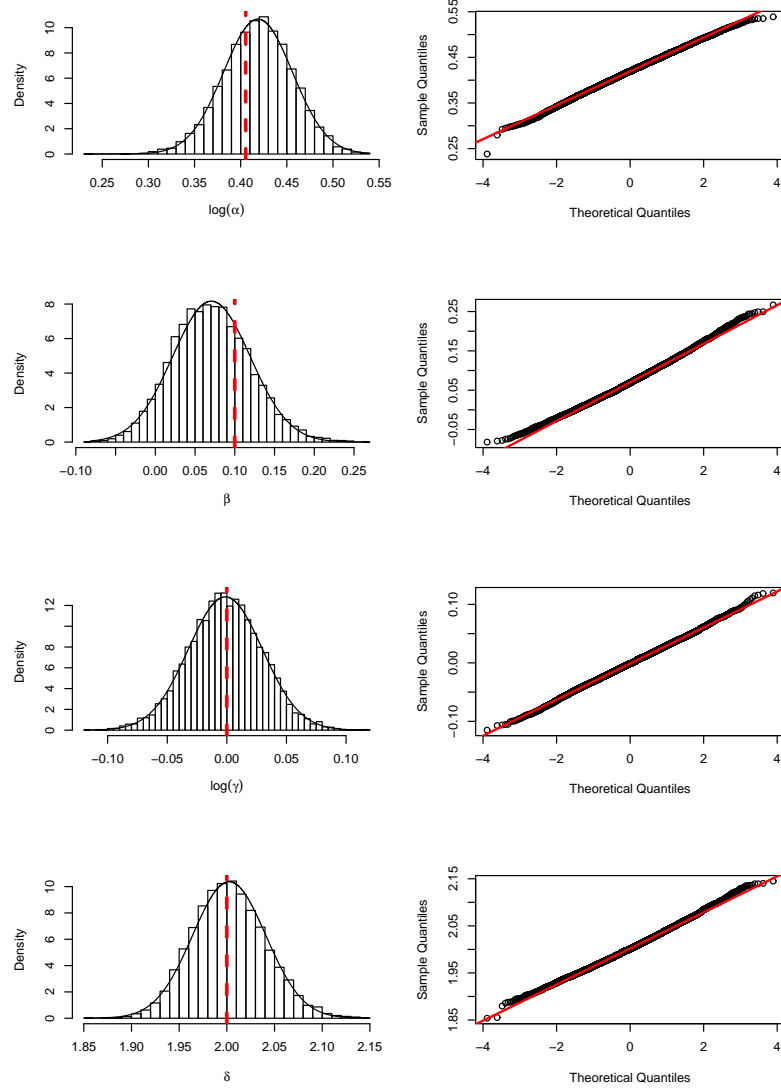 Density
0 2 4 6 8 10
0.25 0.30 0.35 0.40 0.45 0.50 0.55
log(α)
Sample Quantiles
0.25 0.35 0.45 0.55
−4 −2 0 2 4
Theoretical Quantiles
Density
0 2 4 6 8
−0.10 0.00 0.05 0.10 0.15 0.20 0.25
β
Sample Quantiles
−0.05 0.05 0.15 0.25
−4 −2 0 2 4
Theoretical Quantiles
Density
0 2 4 6 8 12
−0.10 −0.05 0.00 0.05 0.10
log(γ)
Sample Quantiles
−0.10 0.00 0.10
−4 −2 0 2 4
Theoretical Quantiles
Density
0 2 4 6 8 10
1.85 1.90 1.95 2.00 2.05 2.10 2.15
δ
Sample Quantiles
1.85 1.95 2.05 2.15
−4 −2 0 2 4
Theoretical Quantiles